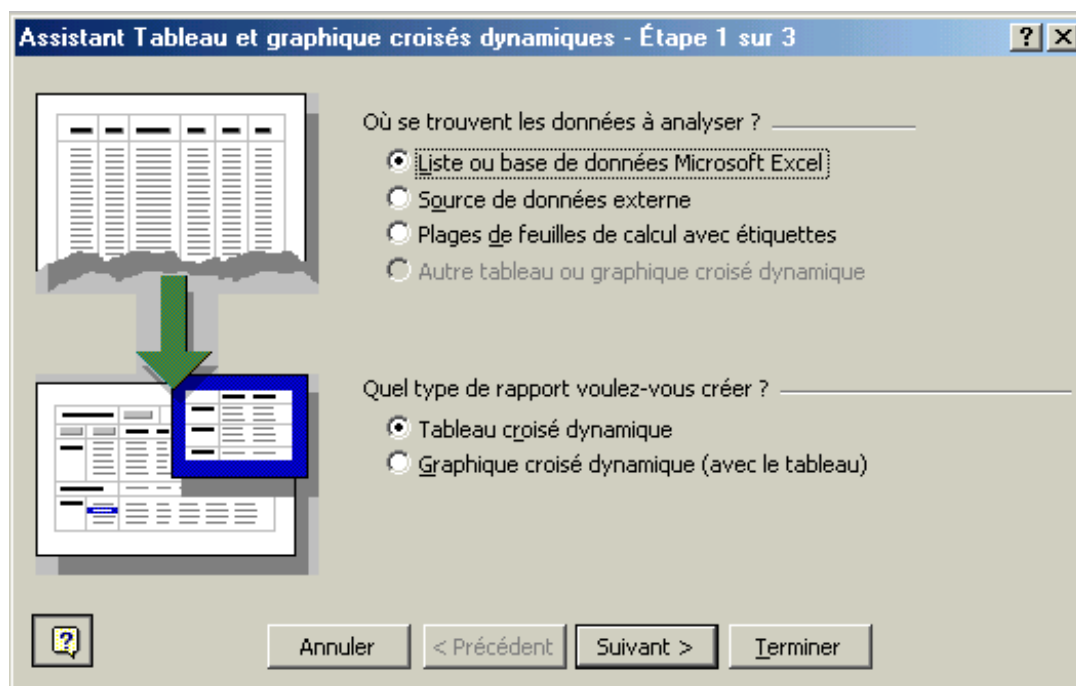 Assistant Tableau et graphique croisés dynamiques - Étape 1 sur 3
Où se trouvent les données à analyser ?
Liste ou base de données Microsoft Excel
Source de données externe
Plages de feuilles de calcul avec étiquettes
Autre tableau ou graphique croisé dynamique
Quel type de rapport voulez-vous créer ?
Tableau croisé dynamique
Graphique croisé dynamique (avec le tableau)
Annuler < Précédent Suivant > Terminer